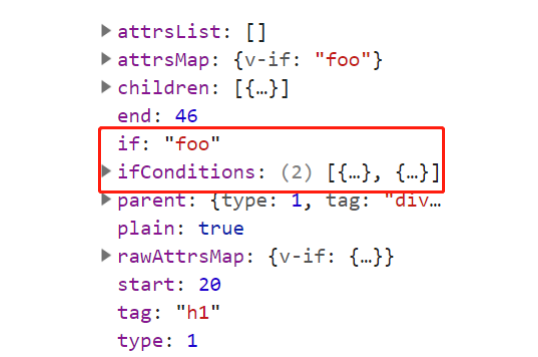 attrsList: []
attrsMap: {v-if: "foo"}
children: [{…}]
end: 46
if: "foo"
ifConditions: (2) [{…}, {…}]
parent: {type: 1, tag: "div…
plain: true
rawAttrsMap: {v-if: {…}}
start: 20
tag: "h1"
type: 1